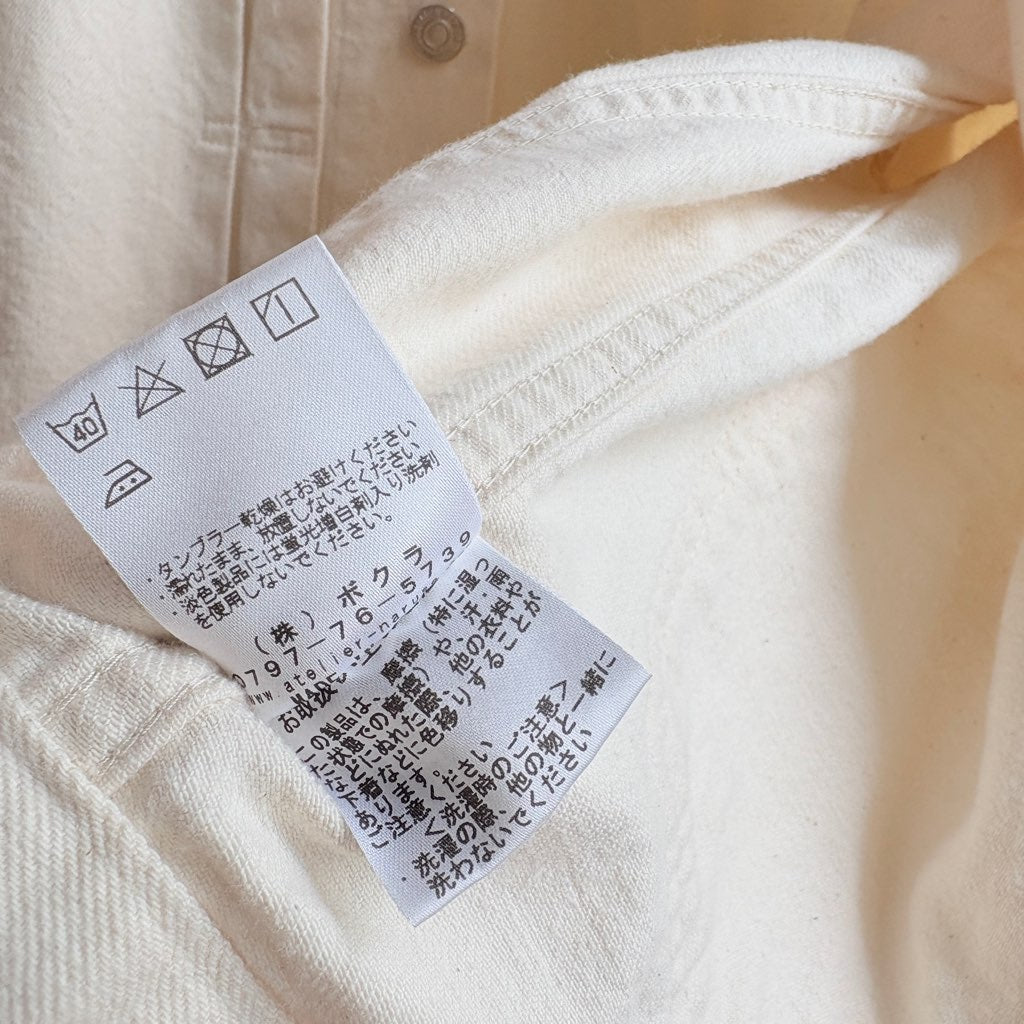 40
・タンブラー乾燥はお避けください
・濡れたまま、放置しないでください
・淡色製品には蛍光増白剤入り洗剤
を使用しないでください。
（株）ボクラ
0797-76-5739
www.atelier-naru
お取扱い注
この製品は、摩擦（特に湿っ
た状態での摩擦）や、汗・雨
などにぬれた際、他の衣料や
下着などに色移りすることが
あります。
ご注意ください
＜洗濯時のご注意＞
・洗濯の際、他の物と一緒に
洗わないでください